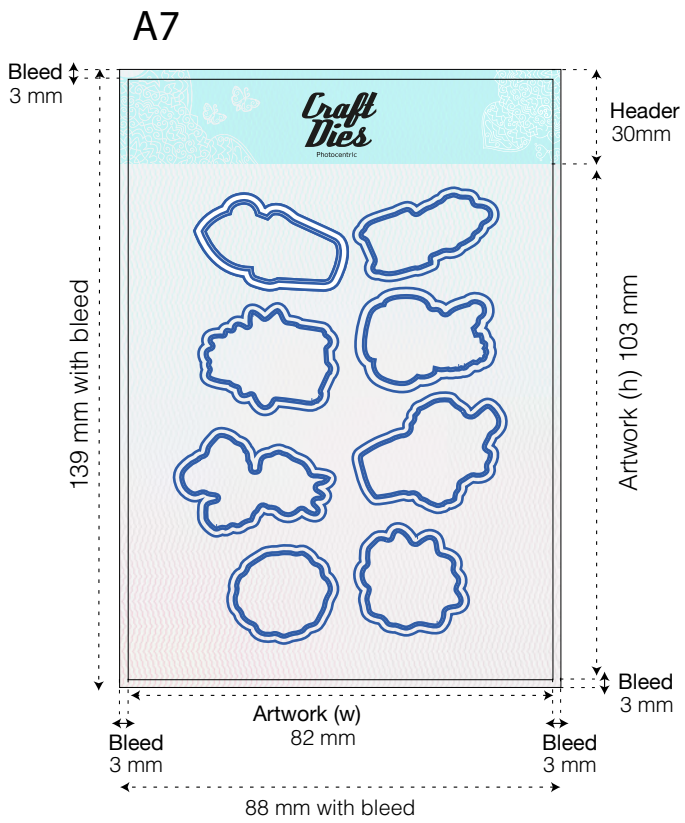 A7
Bleed
3 mm
Craft
Dies
Photocentric
Header
30mm
139 mm with bleed
Artwork (h) 103 mm
Bleed
3 mm
Artwork (w)
82 mm
Bleed
3 mm
Bleed
3 mm
88 mm with bleed